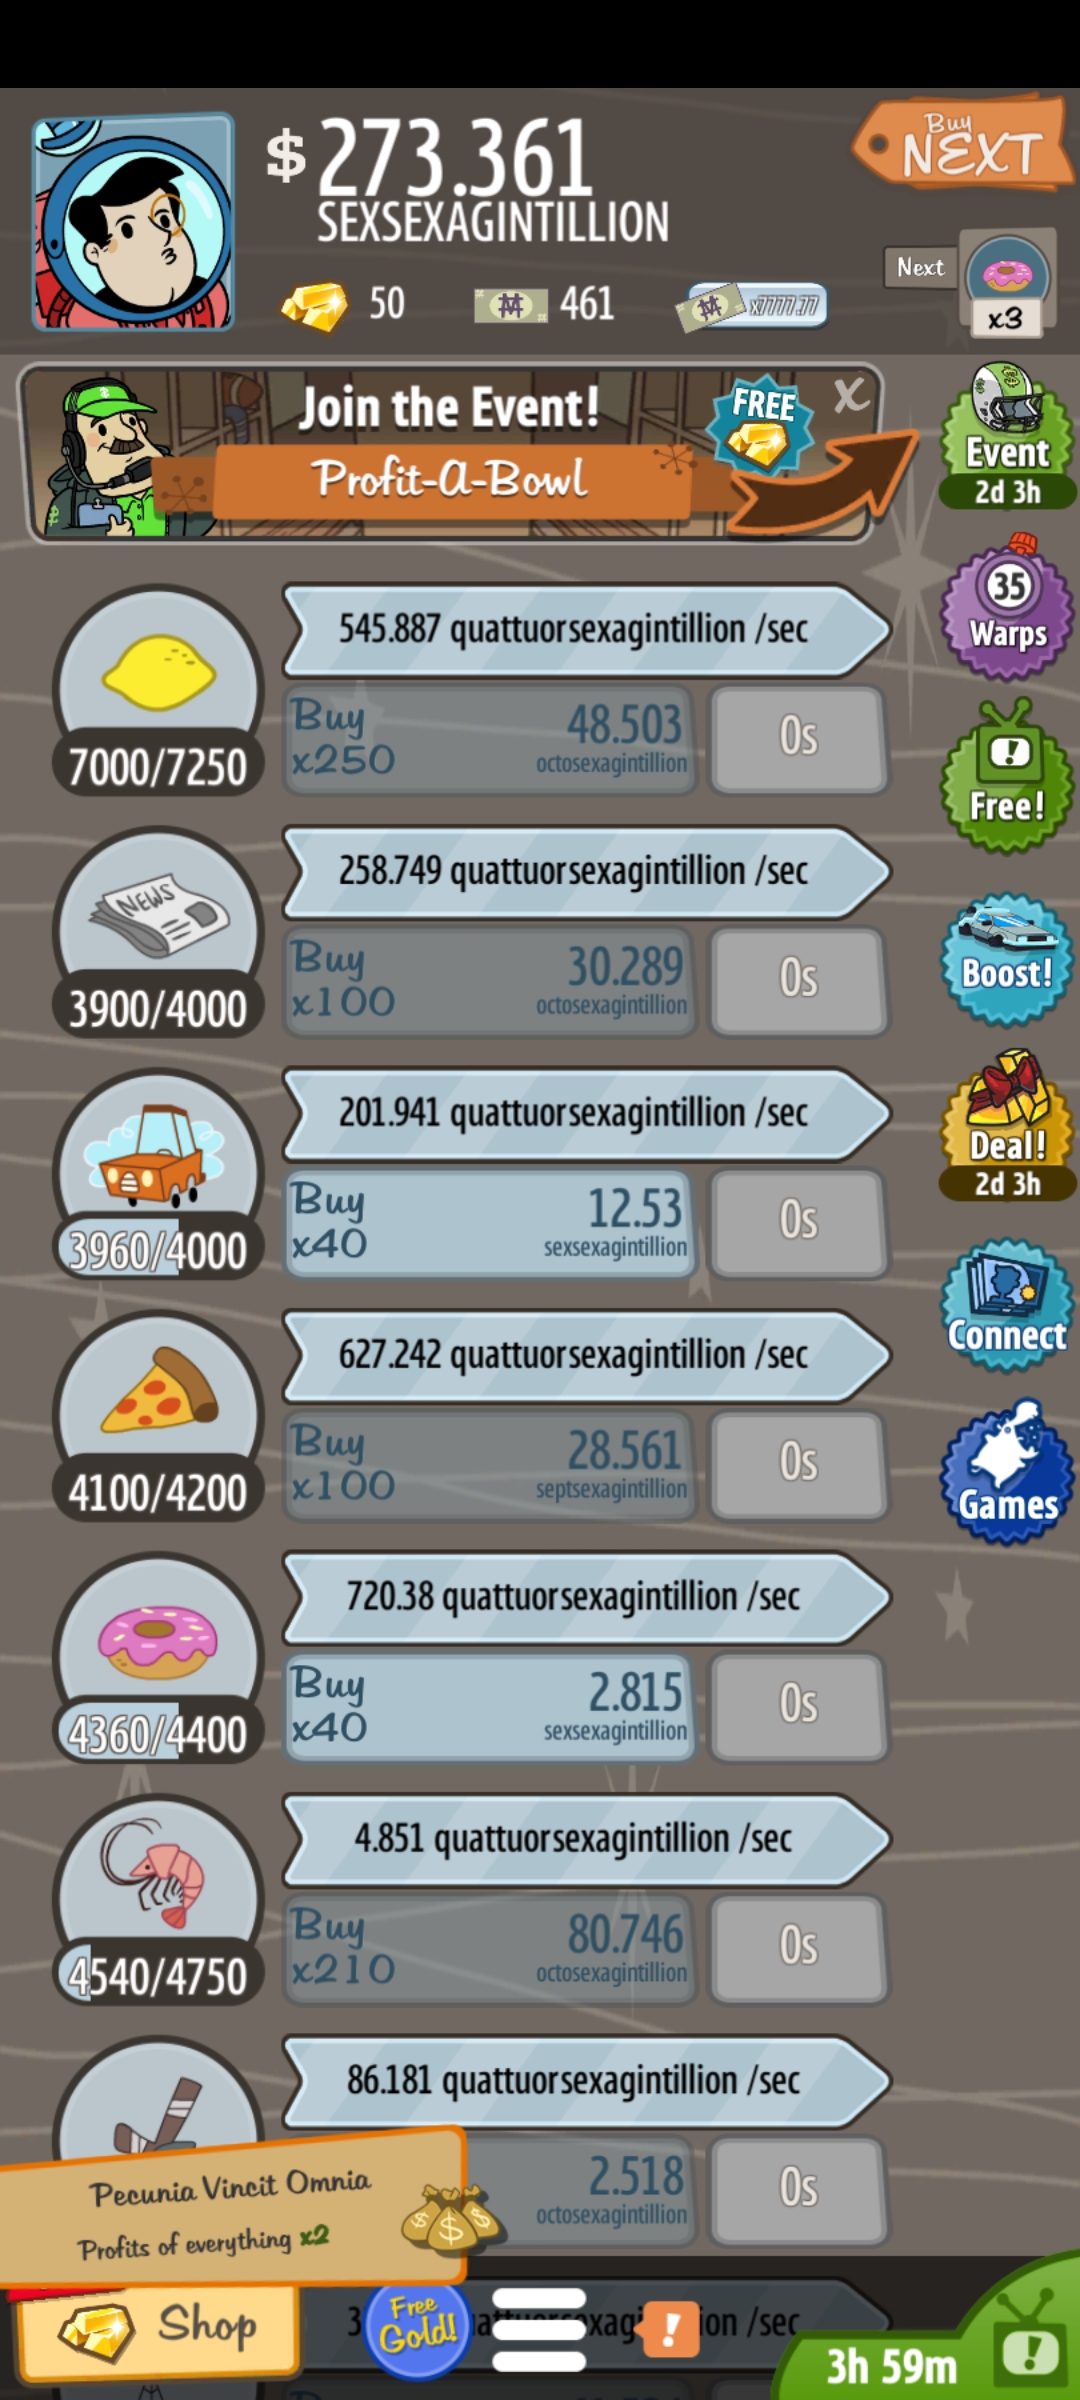 $ 273.361
SEXSEXAGINTILLION
Buy
NEXT
50
461
x7777.77
Next
x3
Join the Event!
Profit-A-Bowl
FREE
X
Event
2d 3h
545.887 quattuorsexagintillion /sec
7000/7250
Buy
x250
48.503
octosexagintillion
0s
35
Warps
Free!
258.749 quattuorsexagintillion /sec
NEWS
3900/4000
Buy
x100
30.289
octosexagintillion
0s
Boost!
201.941 quattuorsexagintillion /sec
3960/4000
Buy
x40
12.53
sexsexagintillion
0s
Deal!
2d 3h
627.242 quattuorsexagintillion /sec
4100/4200
Buy
x100
28.561
septsexagintillion
0s
Connect
Games
720.38 quattuorsexagintillion /sec
4360/4400
Buy
x40
2.815
sexsexagintillion
0s
4.851 quattuorsexagintillion /sec
4540/4750
Buy
x210
80.746
octosexagintillion
0s
86.181 quattuorsexagintillion /sec
2.518
octosexagintillion
0s
Pecunia Vincit Omnia
Profits of everything x2
Shop
Free
Gold!
/sec
3h 59m